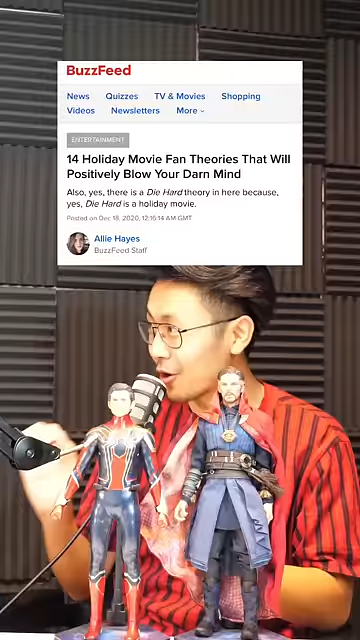 BuzzFeed
News Quizzes TV & Movies Shopping
Videos Newsletters More
ENTERTAINMENT
14 Holiday Movie Fan Theories That Will
Positively Blow Your Darn Mind
Also, yes, there is a Die Hard theory in here because,
yes, Die Hard is a holiday movie.
Posted on Dec 18, 2020, 12:16:14 AM GMT
Allie Hayes
BuzzFeed Staff